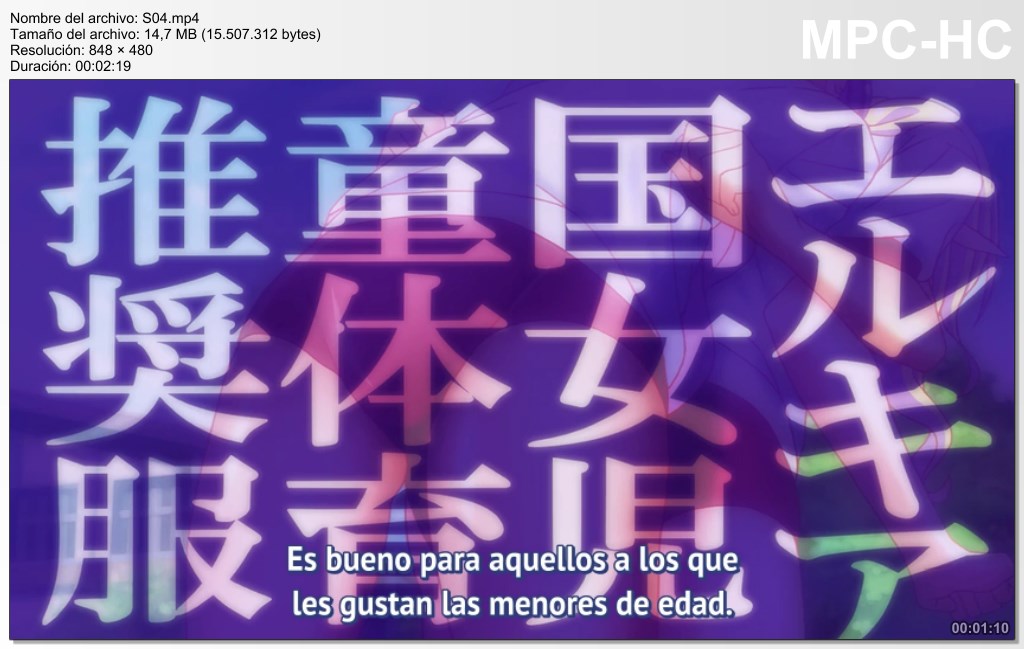 Nombre del archivo: S04.mp4
Tamaño del archivo: 14,7 MB (15.507.312 bytes)
Resolución: 848 × 480
Duración: 00:02:19
MPC-HC
エルキア
国女児
童体育
推奨服
Es bueno para aquellos a los que
les gustan las menores de edad.
00:01:10